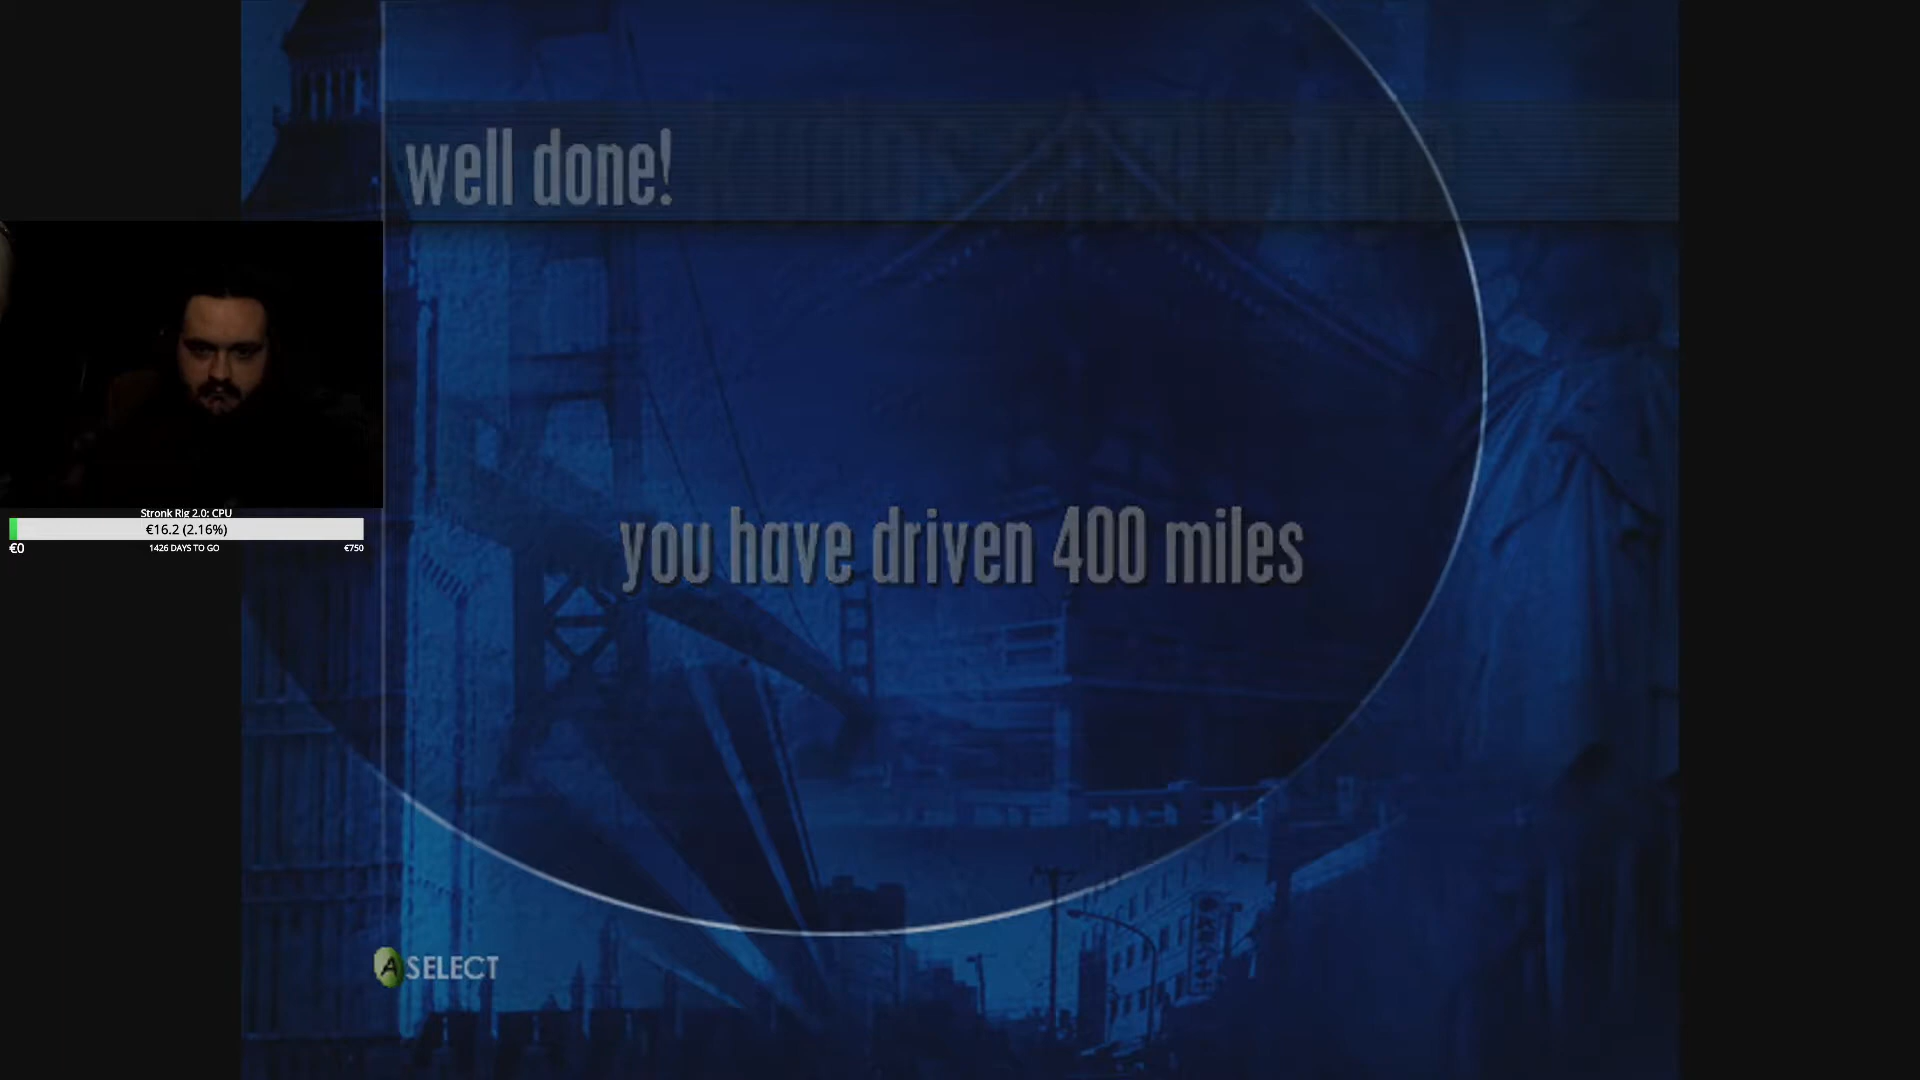 well done!
Stronk Rig 2.0: CPU
€16.2 (2.16%)
€0
1426 DAYS TO GO
€750
you have driven 400 miles
A SELECT